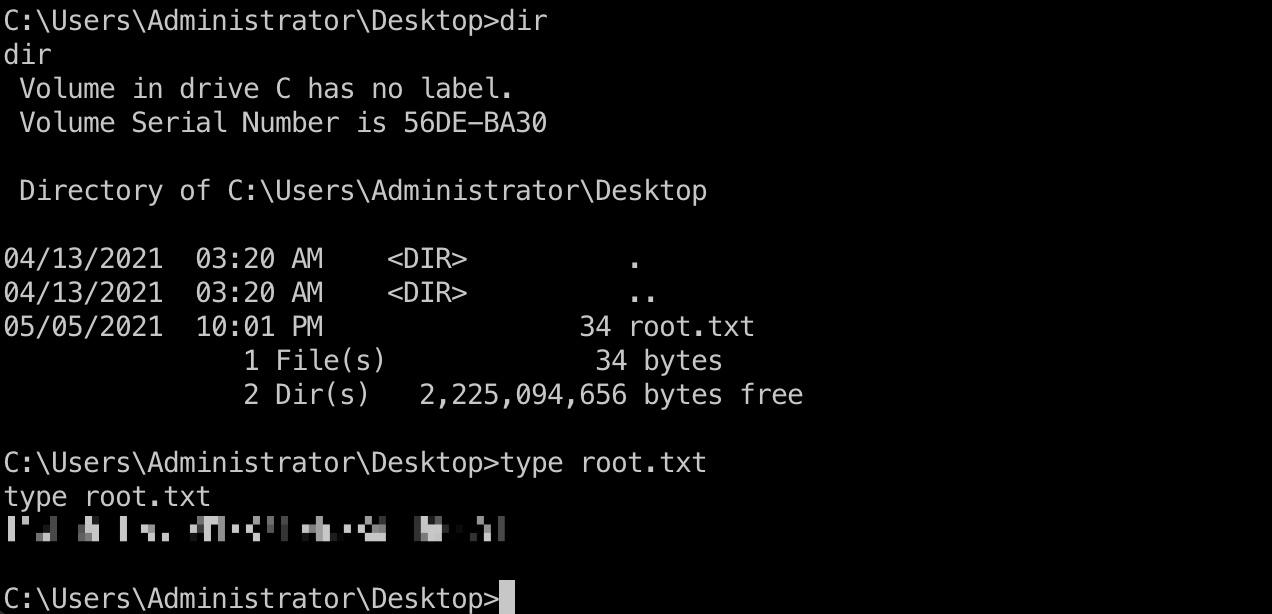 C:\Users\Administrator\Desktop>dir
dir
 Volume in drive C has no label.
 Volume Serial Number is 56DE-BA30

 Directory of C:\Users\Administrator\Desktop

04/13/2021  03:20 AM    <DIR>          .
04/13/2021  03:20 AM    <DIR>          ..
05/05/2021  10:01 PM                34 root.txt
               1 File(s)             34 bytes
               2 Dir(s)   2,225,094,656 bytes free

C:\Users\Administrator\Desktop>type root.txt
type root.txt

C:\Users\Administrator\Desktop>